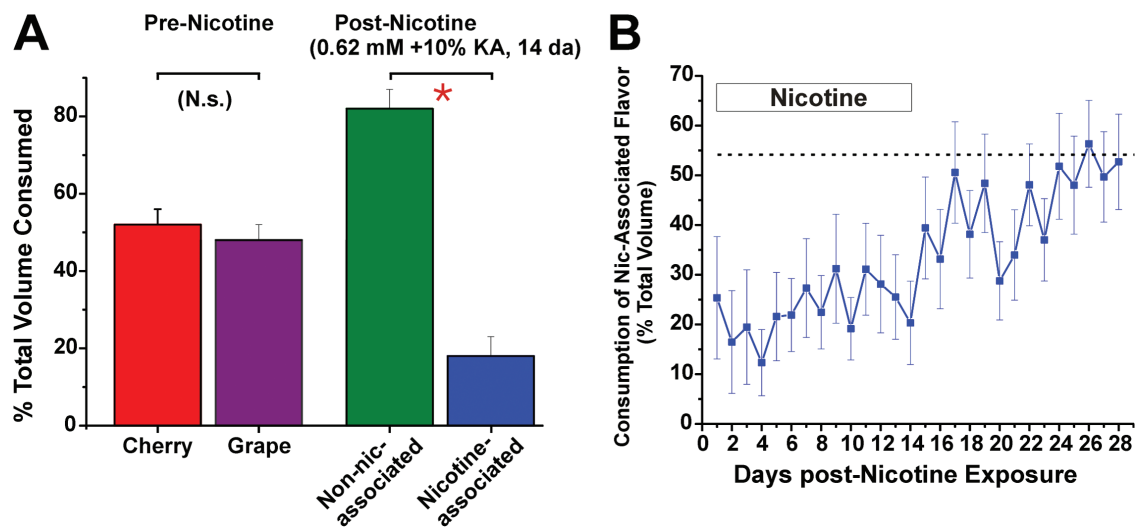 A
Pre-Nicotine
Post-Nicotine
(0.62 mM +10% KA, 14 da)
(N.s.)
*
% Total Volume Consumed
80
60
40
20
0
Cherry
Grape
Non-nic-
associated
Nicotine-
associated
B
Nicotine
Consumption of Nic-Associated Flavor
(% Total Volume)
70
60
50
40
30
20
10
0
0 2 4 6 8 10 12 14 16 18 20 22 24 26 28
Days post-Nicotine Exposure